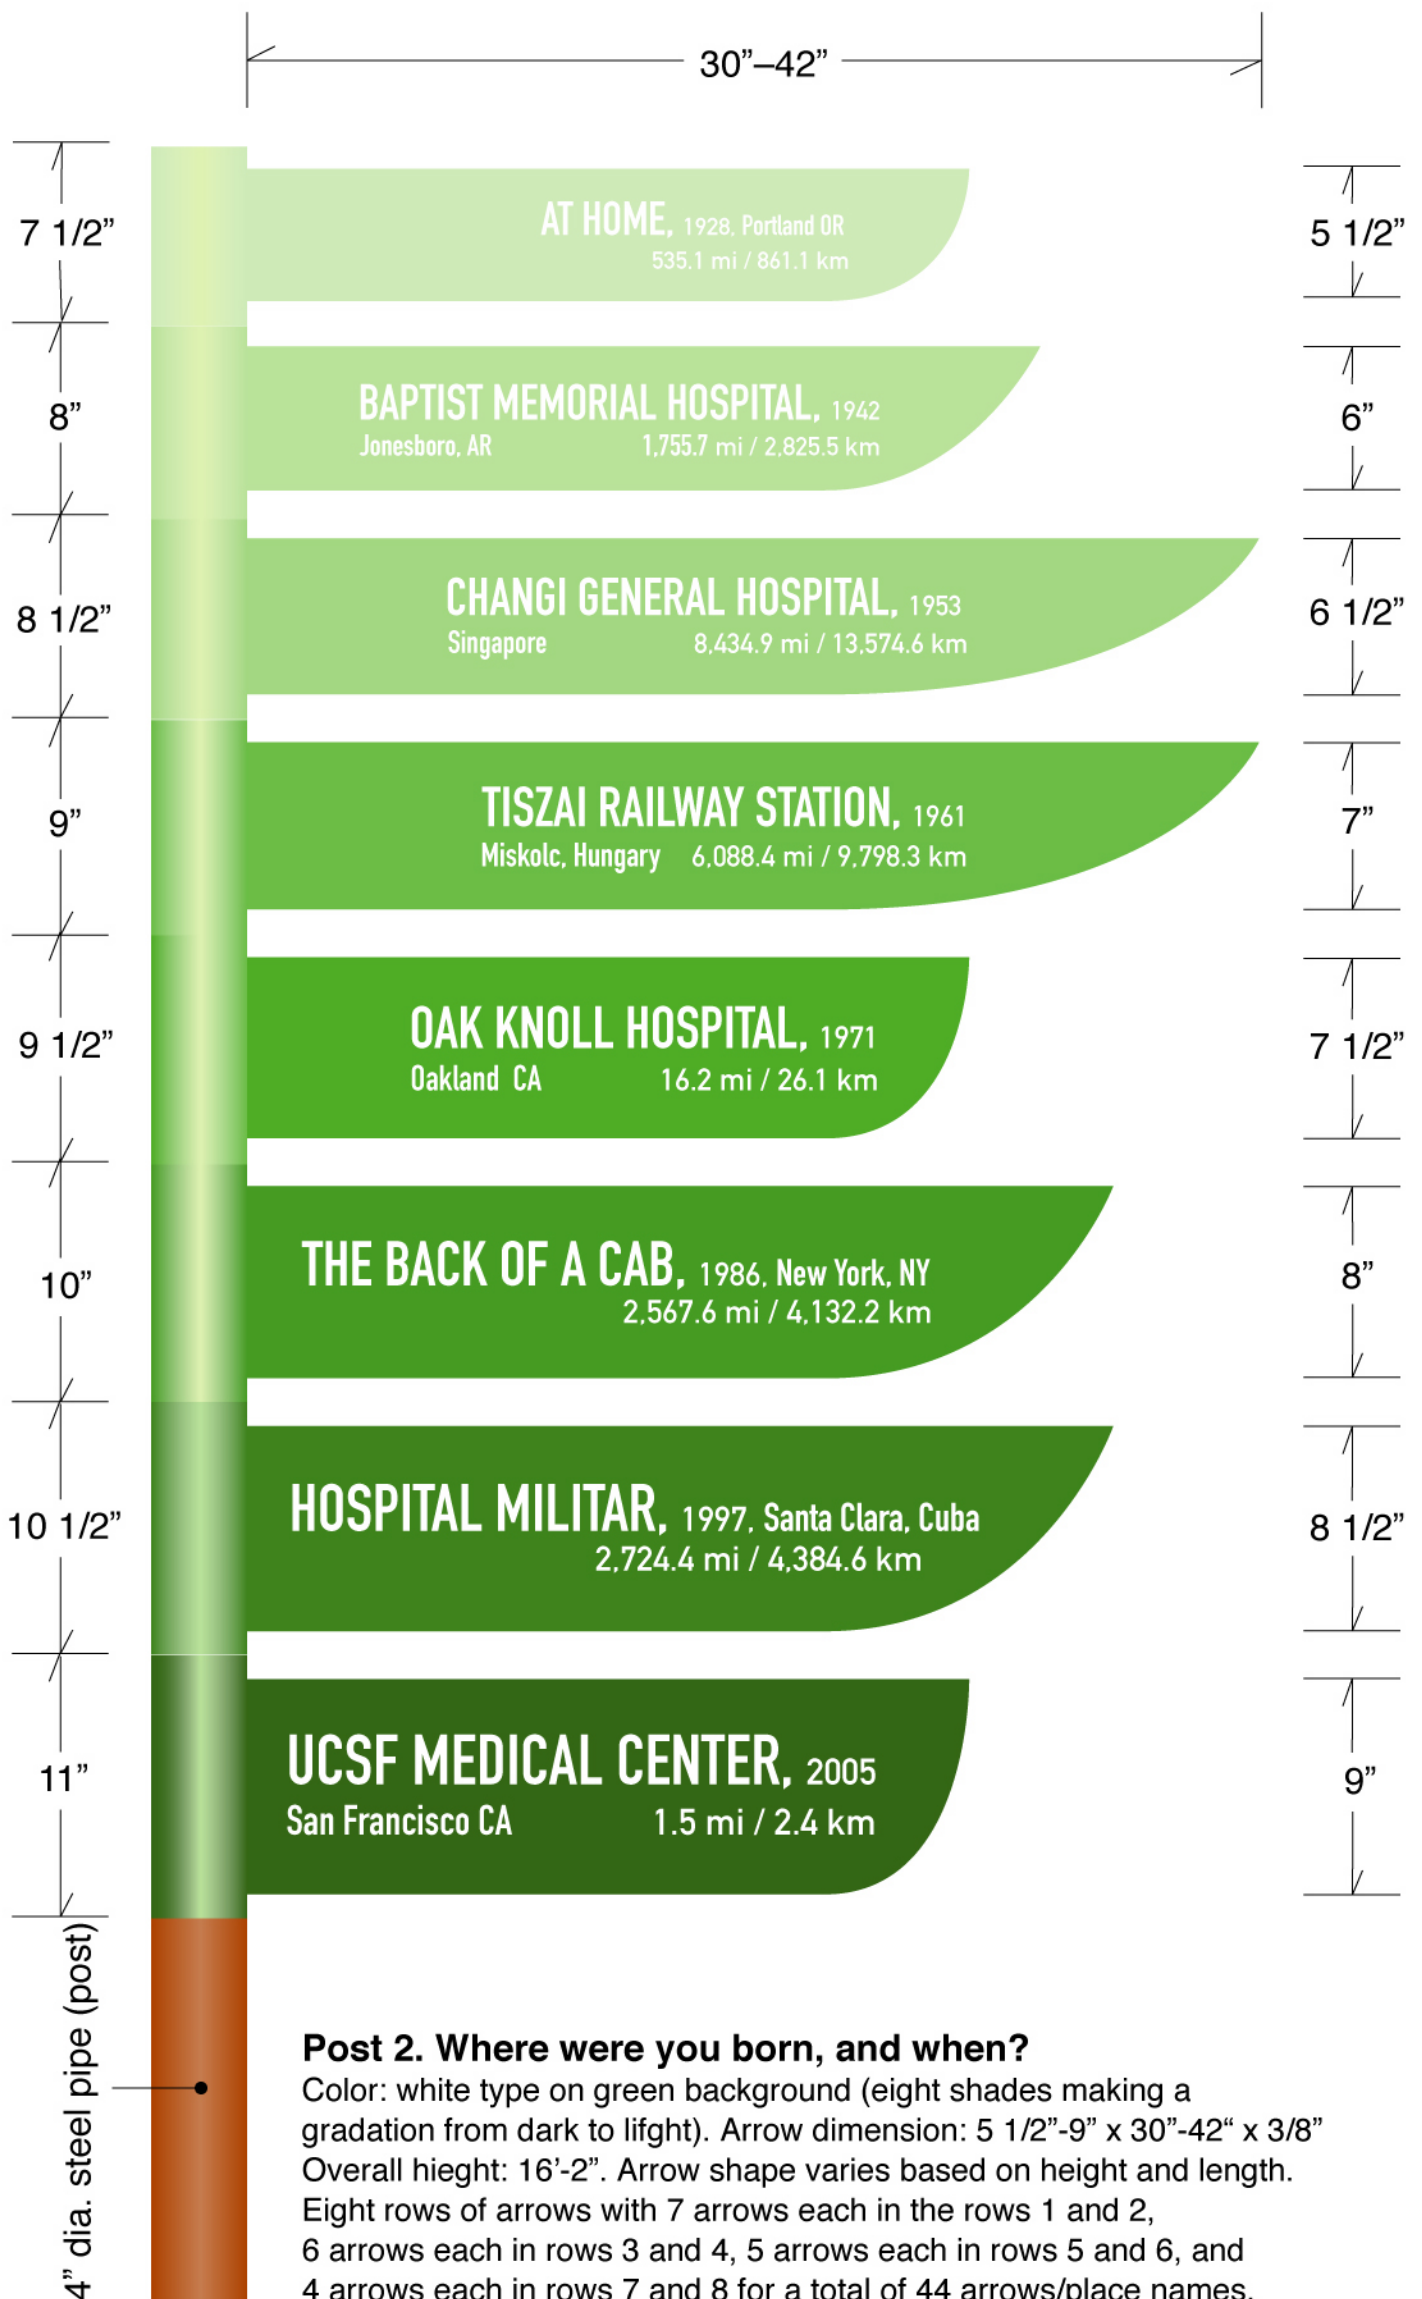 30”–42”
7 1/2”
AT HOME, 1928, Portland OR
535.1 mi / 861.1 km
5 1/2”
8”
BAPTIST MEMORIAL HOSPITAL, 1942
Jonesboro, AR 1,755.7 mi / 2,825.5 km
6”
8 1/2”
CHANGI GENERAL HOSPITAL, 1953
Singapore 8,434.9 mi / 13,574.6 km
6 1/2”
9”
TISZAI RAILWAY STATION, 1961
Miskolc, Hungary 6,088.4 mi / 9,798.3 km
7”
9 1/2”
OAK KNOLL HOSPITAL, 1971
Oakland CA 16.2 mi / 26.1 km
7 1/2”
10”
THE BACK OF A CAB, 1986, New York, NY
2,567.6 mi / 4,132.2 km
8”
10 1/2”
HOSPITAL MILITAR, 1997, Santa Clara, Cuba
2,724.4 mi / 4,384.6 km
8 1/2”
11”
UCSF MEDICAL CENTER, 2005
San Francisco CA 1.5 mi / 2.4 km
9”
4” dia. steel pipe (post)
Post 2. Where were you born, and when?
Color: white type on green background (eight shades making a
gradation from dark to lifght). Arrow dimension: 5 1/2”-9” x 30”-42“ x 3/8”
Overall hieght: 16’-2”. Arrow shape varies based on height and length.
Eight rows of arrows with 7 arrows each in the rows 1 and 2,
6 arrows each in rows 3 and 4, 5 arrows each in rows 5 and 6, and
4 arrows each in rows 7 and 8 for a total of 44 arrows/place names.